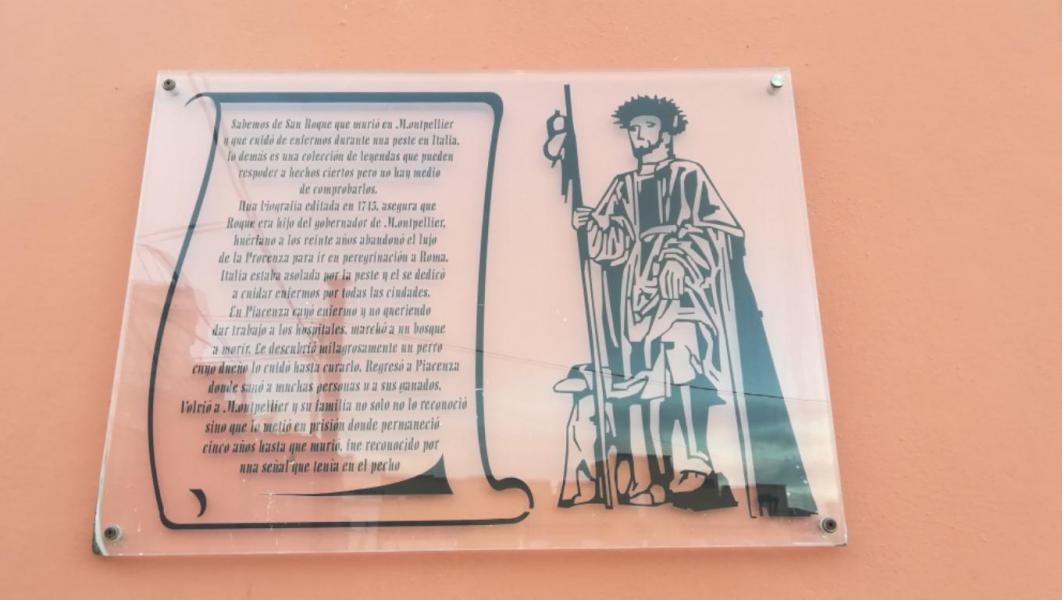 Sabemos de San Roque que murió en Montpellier
y que cuidó de enfermos durante una peste en Italia,
lo demás es una colección de leyendas que pueden
respoder a hechos ciertos pero no hay medio
de comprobarlos.
Una biografia editada en 1743, asegura que
Roque era hijo del gobernador de Montpellier,
huérfano a los veinte años abandonó el lujo
de la Provenza para ir en peregrinación a Roma.
Italia estaba asolada por la peste y el se dedicó
a cuidar enfermos por todas las ciudades.
En Piacenza cayó enfermo y no queriendo
dar trabajo a los hospitales, marchó a un bosque
a morir. Le descubrió milagrosamente un perro
cuyo dueño lo cuidó hasta curarlo. Regresó a Piacenza
donde sanó a muchas personas y a sus ganados.
Volvió a Montpellier y su familia no solo no lo reconoció
sino que lo metió en prisión donde permaneció
cinco años hasta que murió, fue reconocido por
una señal que tenia en el pecho